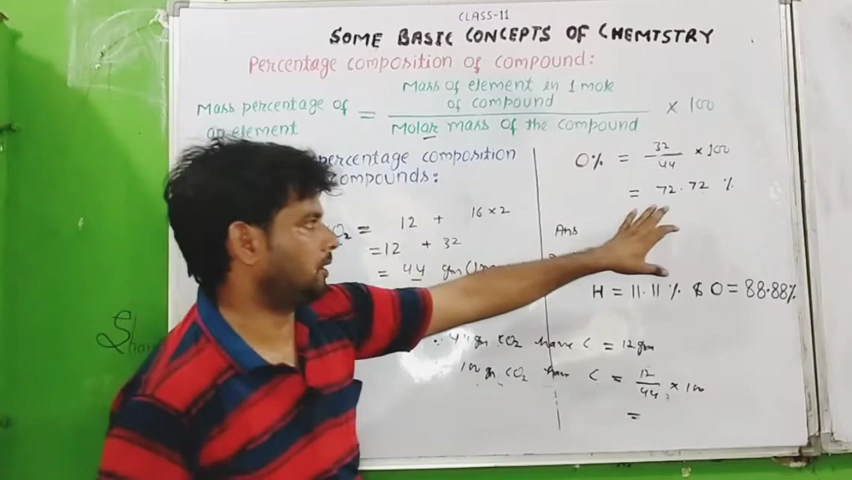 CLASS-11
SOME BASIC CONCEPTS OF CHEMTSTRY
Percentage composition of compound:
Mass percentage of an element = Mass of element in 1 mole of compound / Molar mass of the compound × 100
percentage composition
compounds:
O₂ = 12 + 16×2
=12 + 32
= 44 gm
O% = 32/44 ×100
= 72.72 %
Ans
H = 11.11% & O = 88.88%
∵ 44 gm CO₂ have C = 12 gm
100 gm CO₂ have C = 12/44 × 100
=